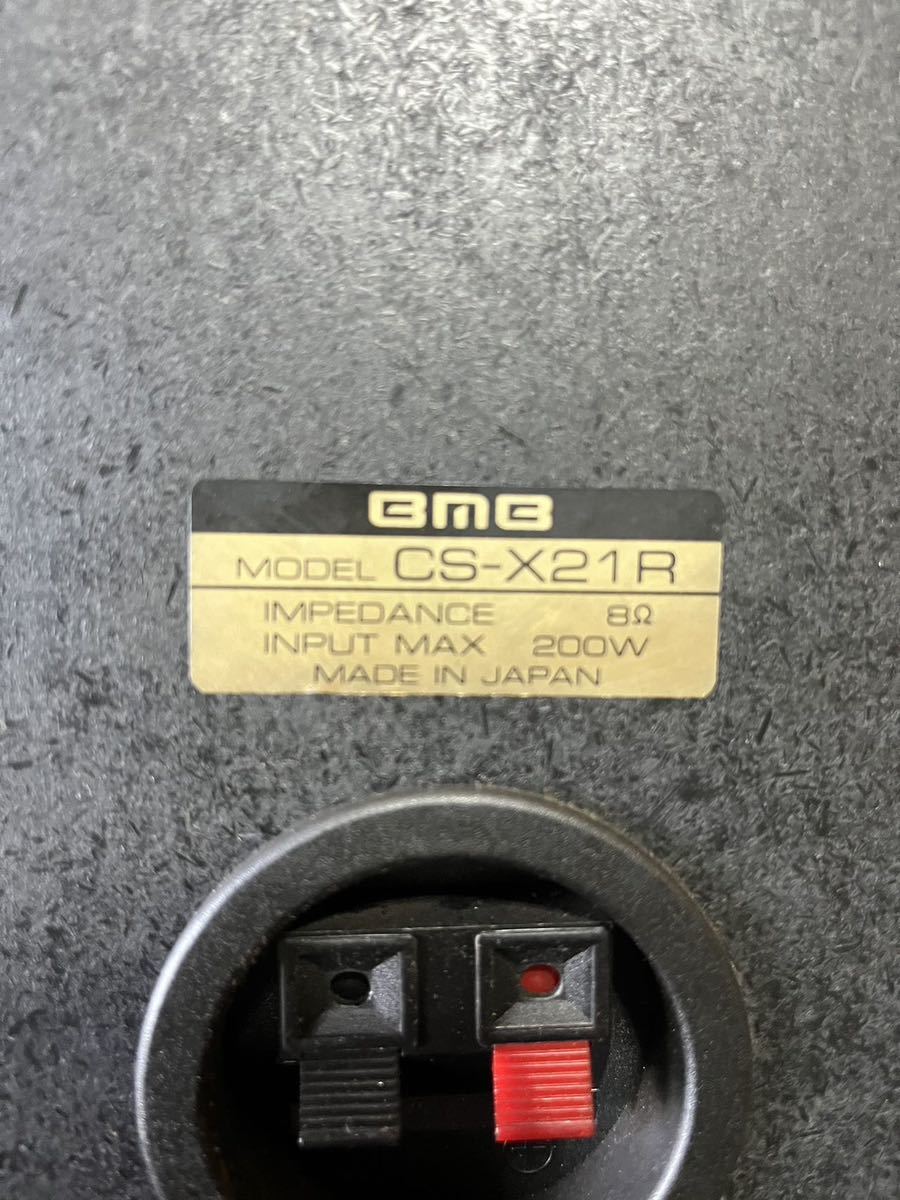 BMB
MODEL CS-X21R
IMPEDANCE 8Ω
INPUT MAX 200W
MADE IN JAPAN